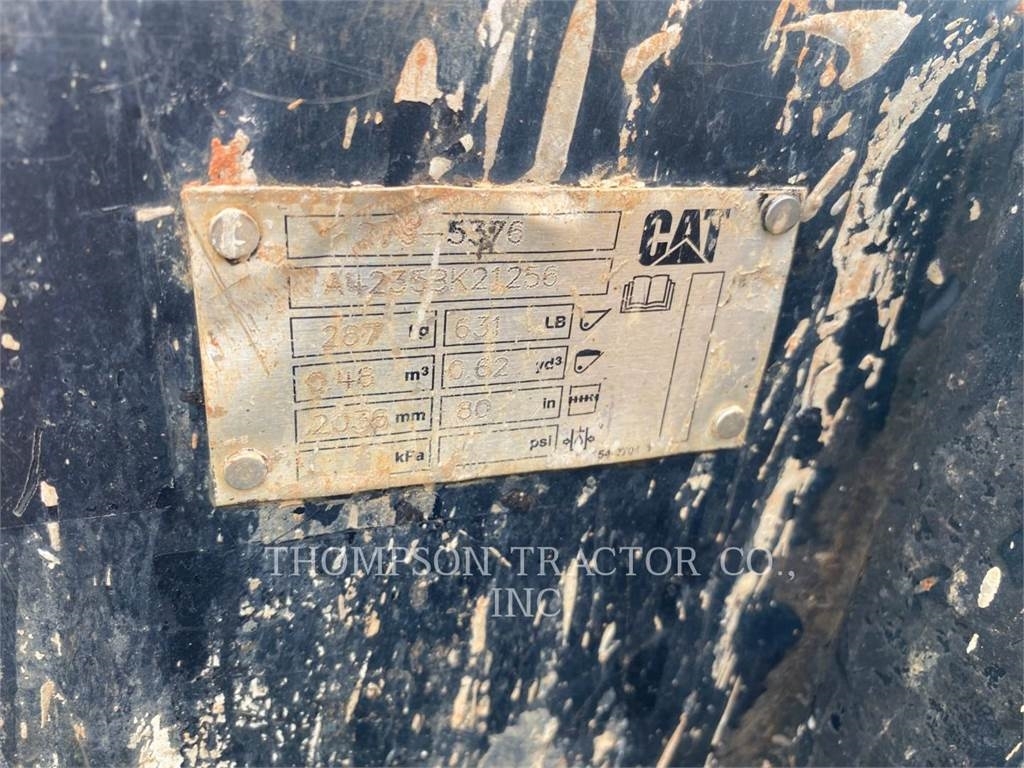 5376
CAT
A4235BK21256
287 kg 631 LB
0.48 m³ 0.62 yd³
2036 mm 80 in
kPa psi
THOMPSON TRACTOR CO.,
INC